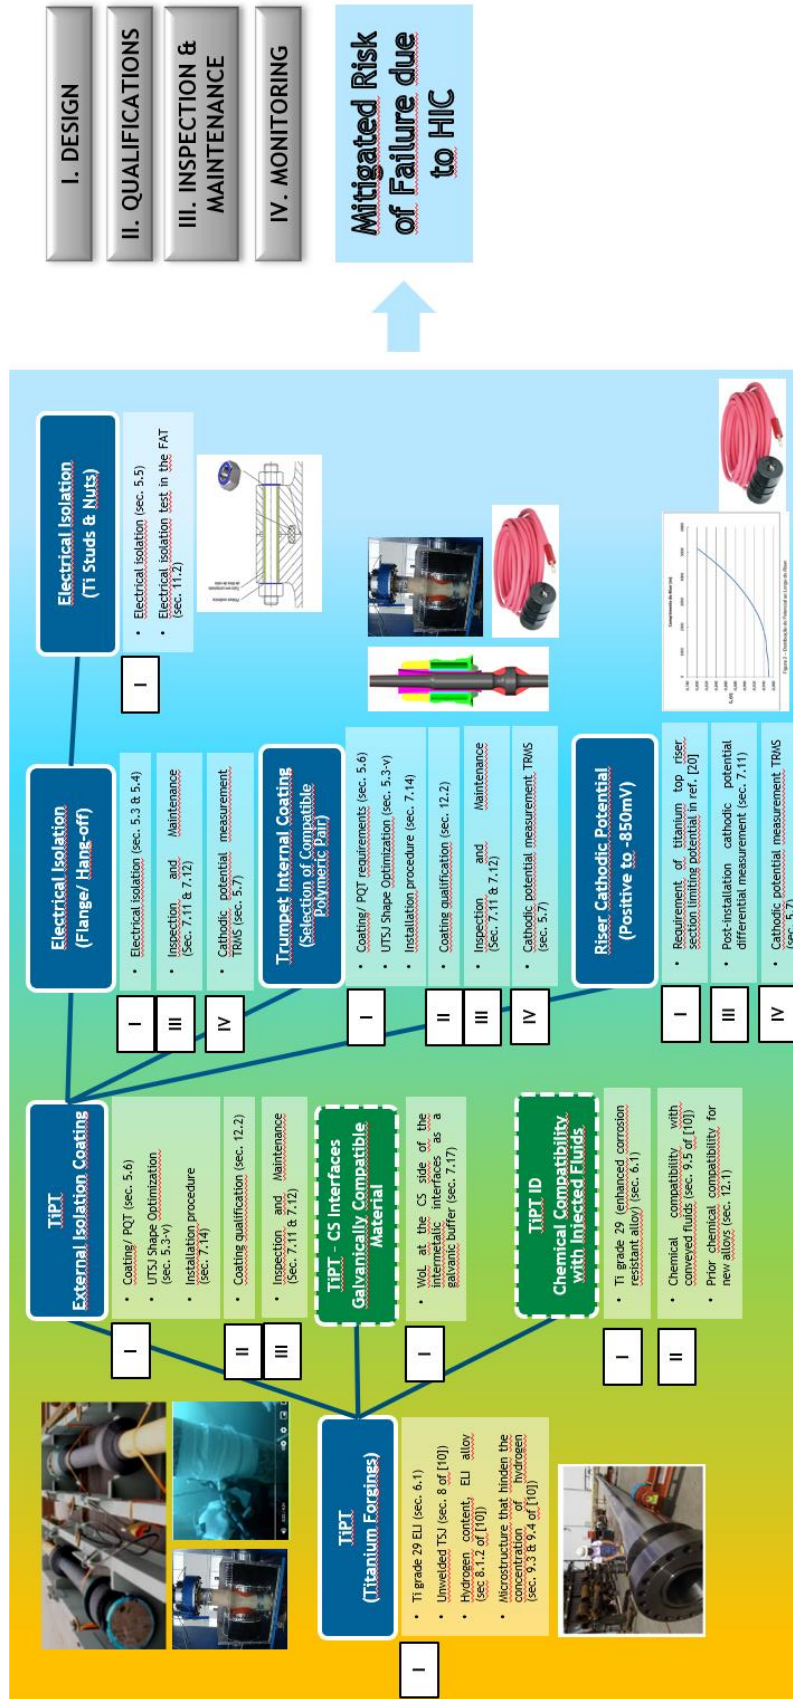 I. DESIGN
II. QUALIFICATIONS
III. INSPECTION &
MAINTENANCE
IV. MONITORING
Mitigated Risk
of Failure due
to HIC
TiPT
(Titanium Forgings)
I
• Ti grade 29 ELI (sec. 6.1)
• Unwelded TSJ (sec. 8 of [10])
• Hydrogen content, ELI alloy
(sec 8.1.2 of [10])
• Microstructure that hinden the
concentration of hydrogen
(sec. 9.3 & 9.4 of [10])
TiPT
External Isolation Coating
I
• Coating/ PQT (sec. 5.6)
• UTSJ Shape Optimization
(sec. 5.3-v)
• Installation procedure
(sec. 7.14)
II
• Coating qualification (sec. 12.2)
III
• Inspection and Maintenance
(Sec. 7.11 & 7.12)
TiPT – CS Interfaces
Galvanically Compatible
Material
I
• WoL at the CS side of the
intermetallic interfaces as a
galvanic buffer (sec. 7.17)
TiPT ID
Chemical Compatibility
with Injected Fluids
I
• Ti grade 29 (enhanced corrosion
resistant alloy) (sec. 6.1)
II
• Chemical compatibility with
conveyed fluids (sec. 9.5 of [10])
• Prior chemical compatibility for
new alloys (sec. 12.1)
Electrical Isolation
(Flange/ Hang-off)
I
• Electrical isolation (sec. 5.3 & 5.4)
III
• Inspection and Maintenance
(Sec. 7.11 & 7.12)
IV
• Cathodic potential measurement
TRMS (sec. 5.7)
Trumpet Internal Coating
(Selection of Compatible
Polymeric Pair)
I
• Coating/ PQT requirements (sec. 5.6)
• UTSJ Shape Optimization (sec. 5.3-v)
• Installation procedure (sec. 7.14)
II
• Coating qualification (sec. 12.2)
III
• Inspection and Maintenance
(Sec. 7.11 & 7.12)
IV
• Cathodic potential measurement TRMS
(sec. 5.7)
Riser Cathodic Potential
(Positive to -850mV)
I
• Requirement of titanium top riser
section limiting potential in ref. [20]
III
• Post-installation cathodic potential
differential measurement (sec. 7.11)
IV
• Cathodic potential measurement TRMS
(sec. 5.7)
Electrical Isolation
(Ti Studs & Nuts)
I
• Electrical isolation (sec. 5.5)
• Electrical isolation test in the FAT
(sec. 11.2)
Comprimento do Riser (m)
Figura 2 – Distribuição do Potencial ao Longo do Riser.